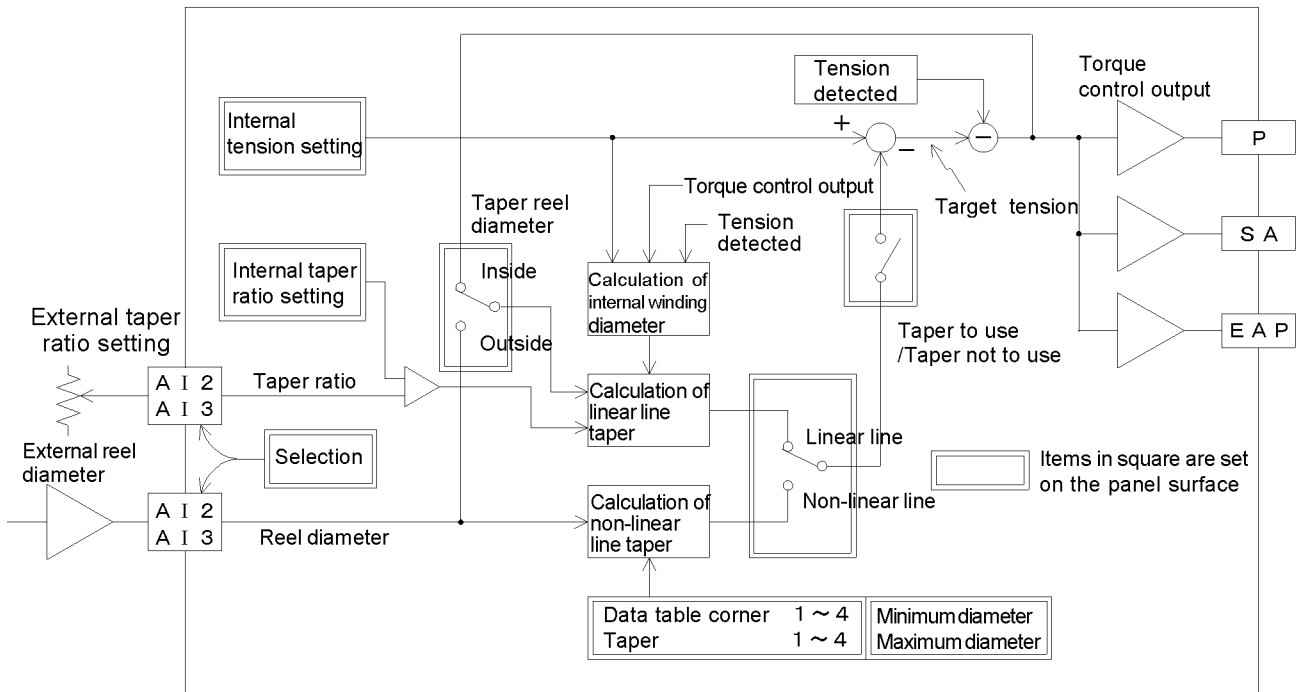 Tension
detected
Torque
control output
Internal
tension setting
+
−
−
P
Torque control output
Target tension
Taper reel
diameter
Tension
detected
S A
Internal taper
ratio setting
Inside
Outside
Calculation of
internal winding
diameter
Taper to use
/Taper not to use
E A P
External taper
ratio setting
A I 2
A I 3
Taper ratio
Calculation of
linear line
taper
Linear line
External reel
diameter
Selection
Items in square are set
on the panel surface
Non-linear line
A I 2
A I 3
Reel diameter
Calculation of
non-linear
line taper
Data table corner 1 ~ 4
Taper 1 ~ 4
Minimum diameter
Maximum diameter